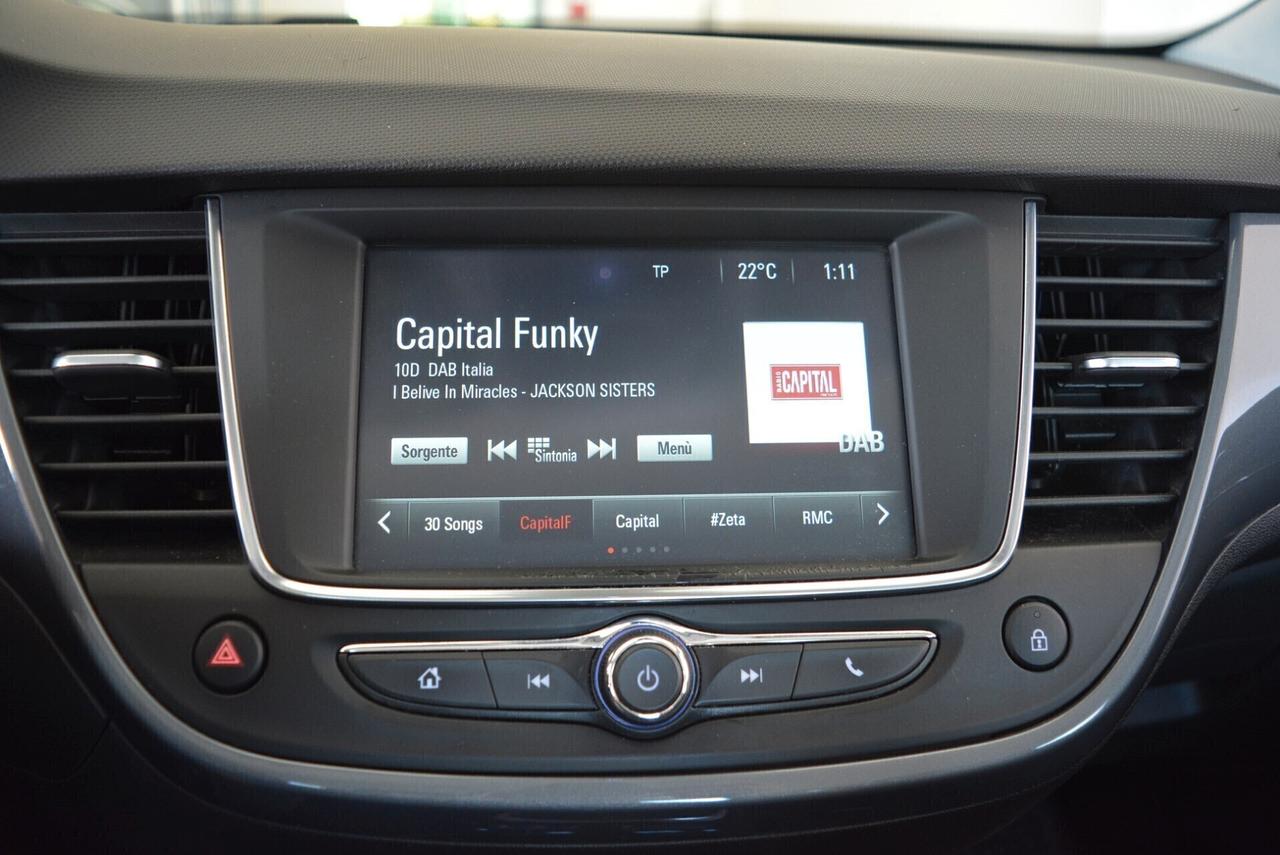 TP 22°C 1:11
Capital Funky
10D DAB Italia
I Belive In Miracles - JACKSON SISTERS
RADIO CAPITAL
DAB
Sorgente Sintonia Menù
30 Songs CapitalF Capital #Zeta RMC